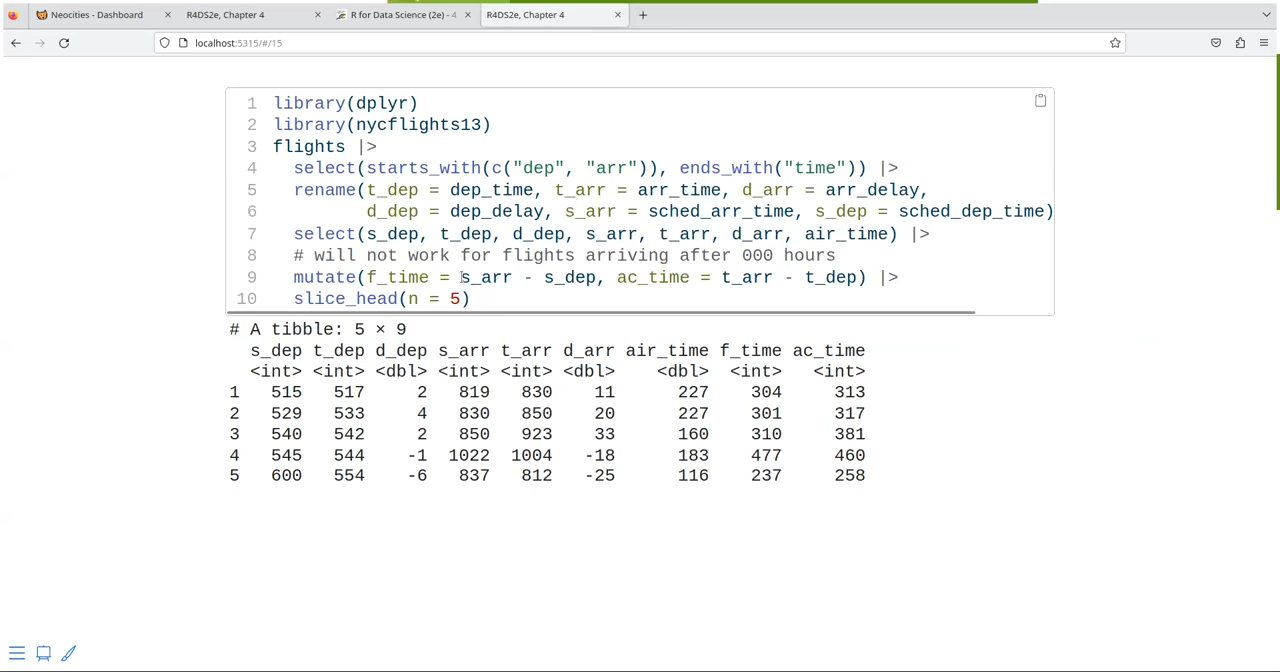 Neocities - Dashboard
R4DS2e, Chapter 4
R for Data Science (2e) - 4
R4DS2e, Chapter 4
localhost:5315/#/15
1 library(dplyr)
2 library(nycflights13)
3 flights |>
4 select(starts_with(c("dep", "arr")), ends_with("time")) |>
5 rename(t_dep = dep_time, t_arr = arr_time, d_arr = arr_delay,
6 d_dep = dep_delay, s_arr = sched_arr_time, s_dep = sched_dep_time)
7 select(s_dep, t_dep, d_dep, s_arr, t_arr, d_arr, air_time) |>
8 # will not work for flights arriving after 000 hours
9 mutate(f_time = s_arr - s_dep, ac_time = t_arr - t_dep) |>
10 slice_head(n = 5)
# A tibble: 5 × 9
s_dep t_dep d_dep s_arr t_arr d_arr air_time f_time ac_time
<int> <int> <dbl> <int> <int> <dbl> <dbl> <int> <int>
1 515 517 2 819 830 11 227 304 313
2 529 533 4 830 850 20 227 301 317
3 540 542 2 850 923 33 160 310 381
4 545 544 -1 1022 1004 -18 183 477 460
5 600 554 -6 837 812 -25 116 237 258